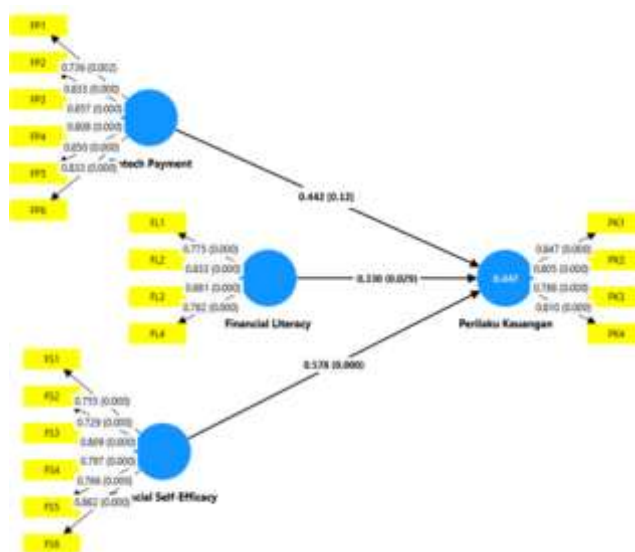 FP1
FP2
FP3
FP4
FP5
FP6
0.736 (0.002)
0.833 (0.000)
0.857 (0.000)
0.808 (0.000)
0.850 (0.000)
0.833 (0.000)
ntech Payment
0.442 (0.12)
FL1
FL2
FL3
FL4
0.775 (0.000)
0.833 (0.000)
0.881 (0.000)
0.782 (0.000)
Financial Literacy
0.330 (0.029)
0.647
Perilaku Keuangan
PK1
PK2
PK3
PK4
0.847 (0.000)
0.805 (0.000)
0.788 (0.000)
0.810 (0.000)
0.578 (0.000)
FS1
FS2
FS3
FS4
FS5
FS6
0.755 (0.000)
0.729 (0.000)
0.809 (0.000)
0.797 (0.000)
0.788 (0.000)
0.862 (0.000)
cial Self-Efficacy